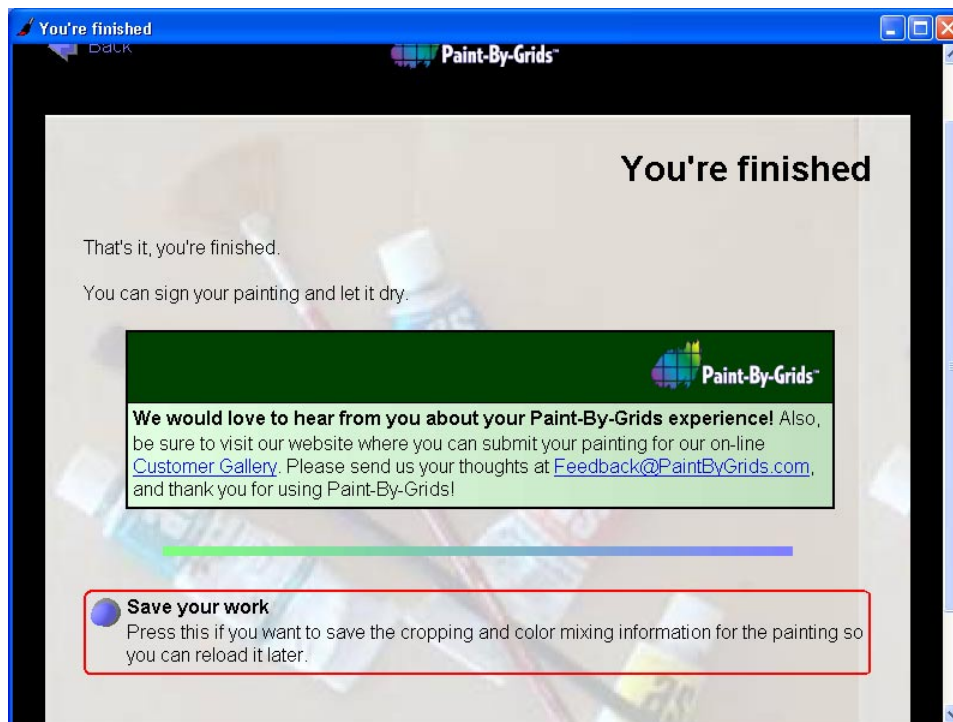 You're finished
Back
Paint-By-Grids™
You're finished
That's it, you're finished.
You can sign your painting and let it dry.
Paint-By-Grids™
We would love to hear from you about your Paint-By-Grids experience! Also,
be sure to visit our website where you can submit your painting for our on-line
Customer Gallery. Please send us your thoughts at Feedback@PaintByGrids.com,
and thank you for using Paint-By-Grids!
Save your work
Press this if you want to save the cropping and color mixing information for the painting so
you can reload it later.